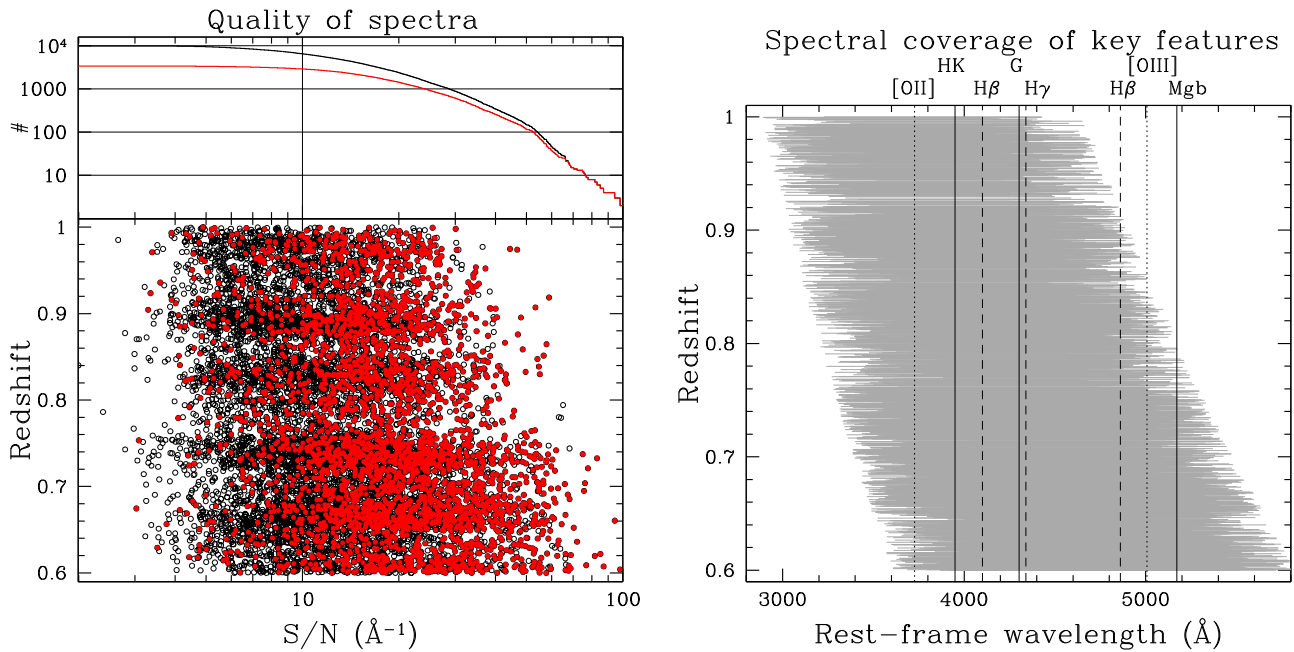 Quality of spectra
10⁴
1000
100
10
#
1
0.9
0.8
0.7
0.6
Redshift
10
100
S/N (Å⁻¹)
Spectral coverage of key features
HK
G
[OIII]
[OII]
Hβ
Hγ
Hβ
Mgb
1
0.9
0.8
0.7
0.6
Redshift
3000
4000
5000
Rest-frame wavelength (Å)